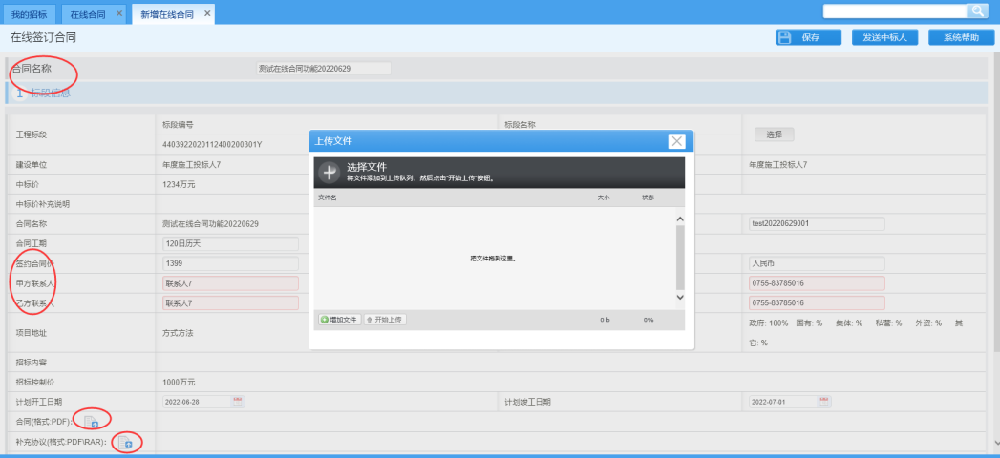 我的招标 在线合同 × 新增在线合同 ×
在线签订合同 保存 发送中标人 系统帮助
合同名称 测试在线合同功能20220629
1 标段信息
工程标段 标段编号 标段名称 选择
4403922020112400200301Y
建设单位 年度施工投标人7 年度施工投标人7
中标价 1234万元
中标价补充说明
合同名称 测试在线合同功能20220629 test20220629001
合同工期 120日历天
签约合同价 1399 人民币
甲方联系人 联系人7 0755-83785016
乙方联系人 联系人7 0755-83785016
项目地址 方式方法 政府: 100% 国有: % 集体: % 私营: % 外资: % 其
它: %
招标内容
招标控制价 1000万元
计划开工日期 2022-06-28 计划竣工日期 2022-07-01
合同(格式:PDF):
补充协议(格式:PDF\RAR):
上传文件
选择文件
将文件添加到上传队列，然后点击"开始上传"按钮。
文件名 大小 状态
把文件拖到这里。
增加文件 开始上传 0 b 0%